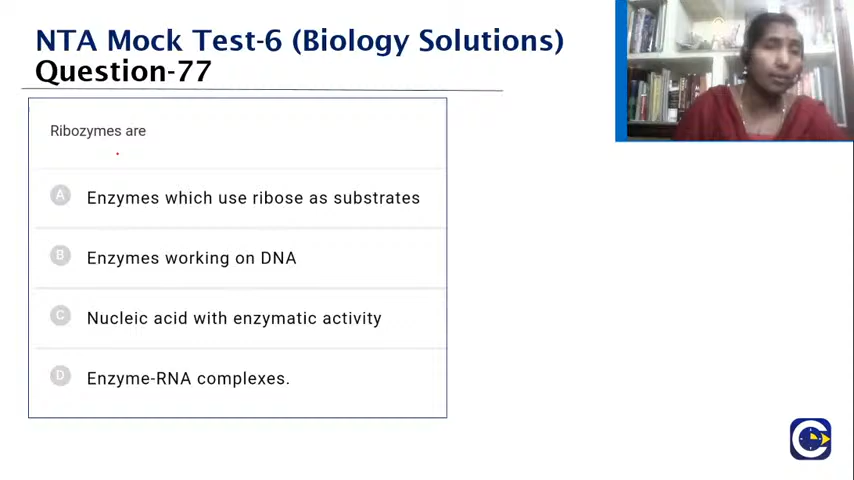 NTA Mock Test-6 (Biology Solutions)
Question-77
Ribozymes are
A Enzymes which use ribose as substrates
B Enzymes working on DNA
C Nucleic acid with enzymatic activity
D Enzyme-RNA complexes.